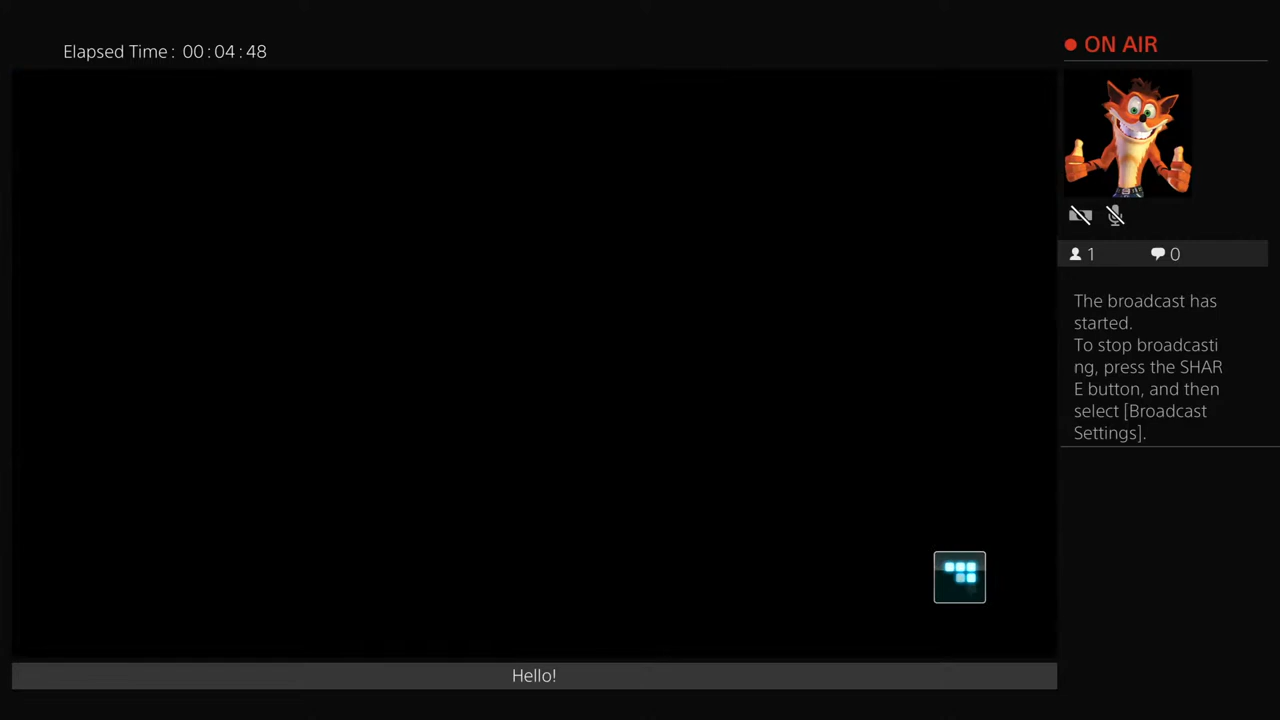 Elapsed Time : 00:04:48
ON AIR
1
0
The broadcast has
started.
To stop broadcasti
ng, press the SHAR
E button, and then
select [Broadcast
Settings].
Hello!